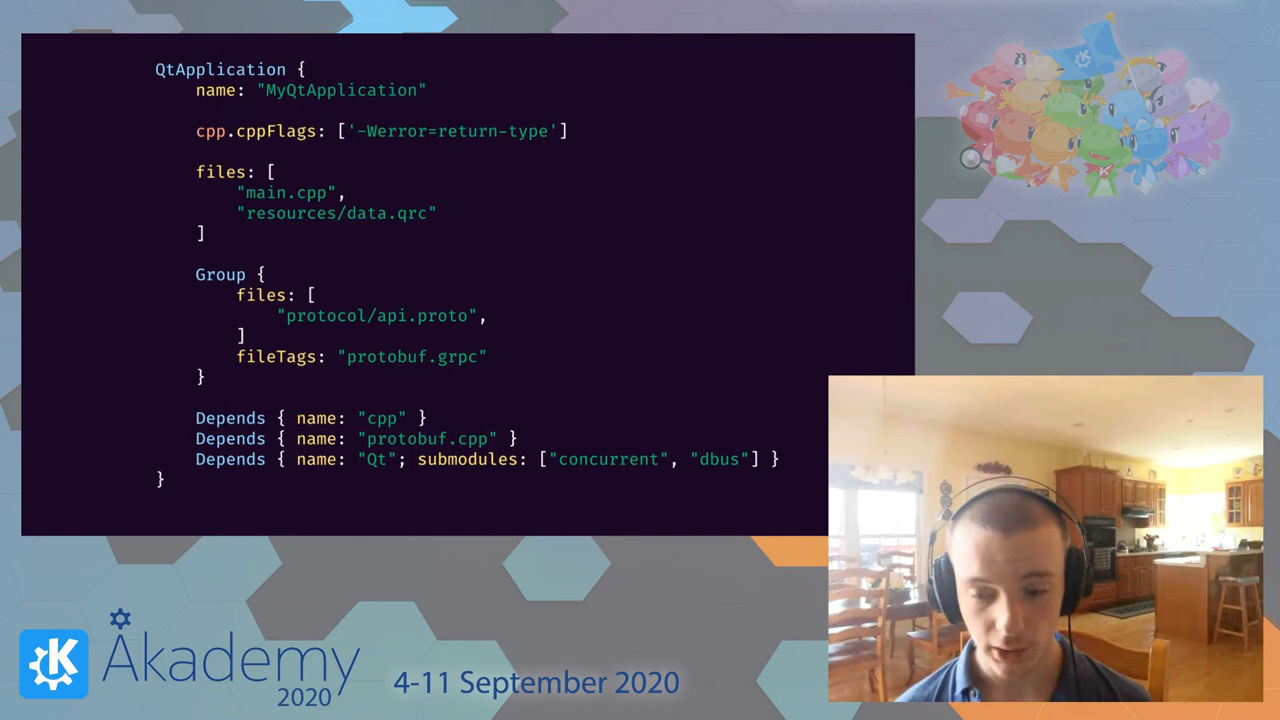 QtApplication {
name: "MyQtApplication"
cpp.cppFlags: ['-Werror=return-type']
files: [
"main.cpp",
"resources/data.qrc"
]
Group {
files: [
"protocol/api.proto",
]
fileTags: "protobuf.grpc"
}
Depends { name: "cpp" }
Depends { name: "protobuf.cpp" }
Depends { name: "Qt"; submodules: ["concurrent", "dbus"] }
}
Akademy
2020
4-11 September 2020